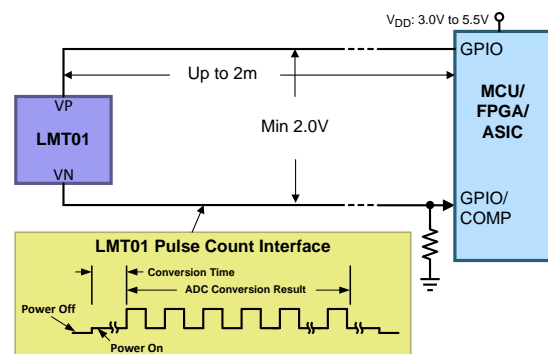 VDD: 3.0V to 5.5V
GPIO
Up to 2m
MCU/
FPGA/
ASIC
VP
LMT01
Min 2.0V
VN
GPIO/
COMP
LMT01 Pulse Count Interface
Conversion Time
ADC Conversion Result
Power Off
Power On